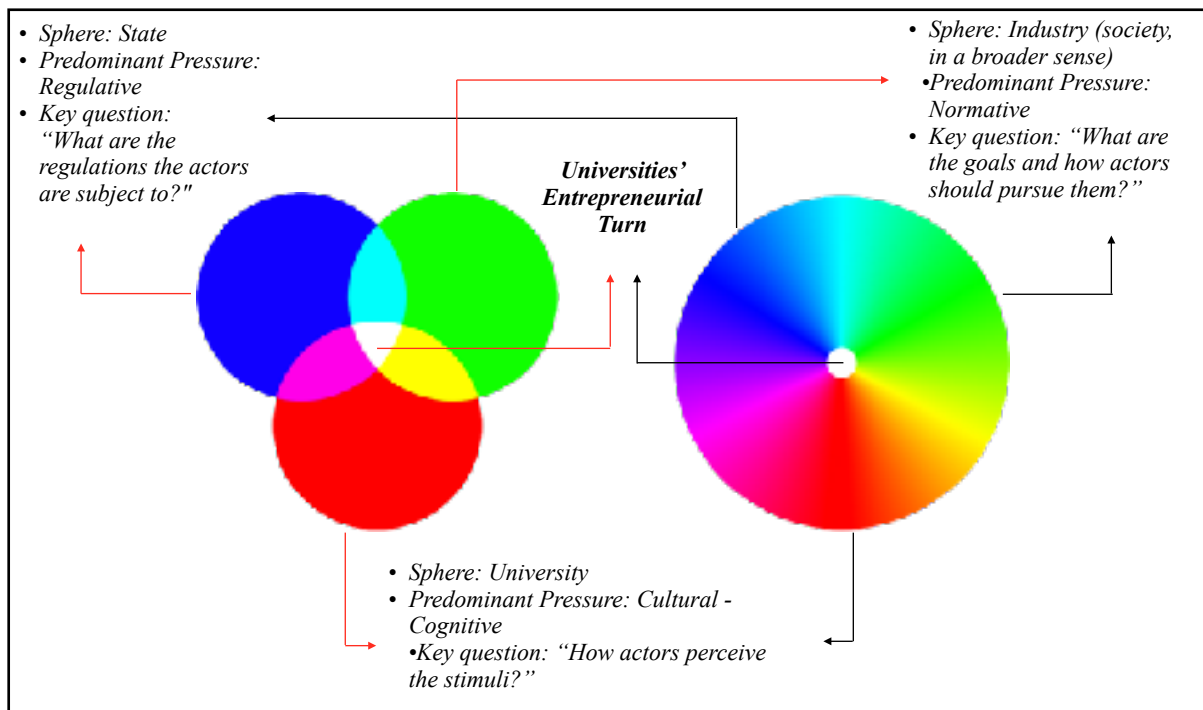 • Sphere: State
• Predominant Pressure:
Regulative
• Key question:
“What are the
regulations the actors
are subject to?"
• Sphere: Industry (society,
in a broader sense)
•Predominant Pressure:
Normative
• Key question: “What are
the goals and how actors
should pursue them?”
Universities’
Entrepreneurial
Turn
• Sphere: University
• Predominant Pressure: Cultural -
Cognitive
•Key question: “How actors perceive
the stimuli?”